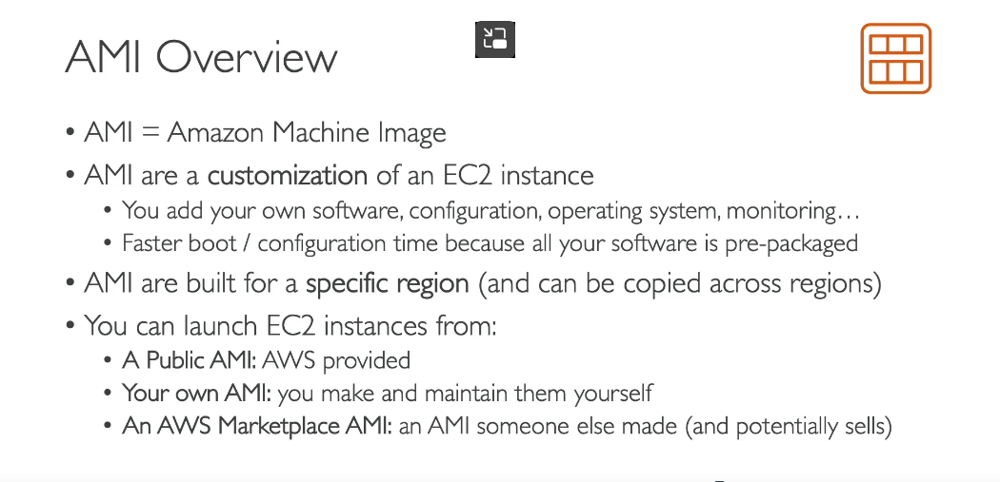 AMI Overview
• AMI = Amazon Machine Image
• AMI are a customization of an EC2 instance
• You add your own software, configuration, operating system, monitoring…
• Faster boot / configuration time because all your software is pre-packaged
• AMI are built for a specific region (and can be copied across regions)
• You can launch EC2 instances from:
• A Public AMI: AWS provided
• Your own AMI: you make and maintain them yourself
• An AWS Marketplace AMI: an AMI someone else made (and potentially sells)